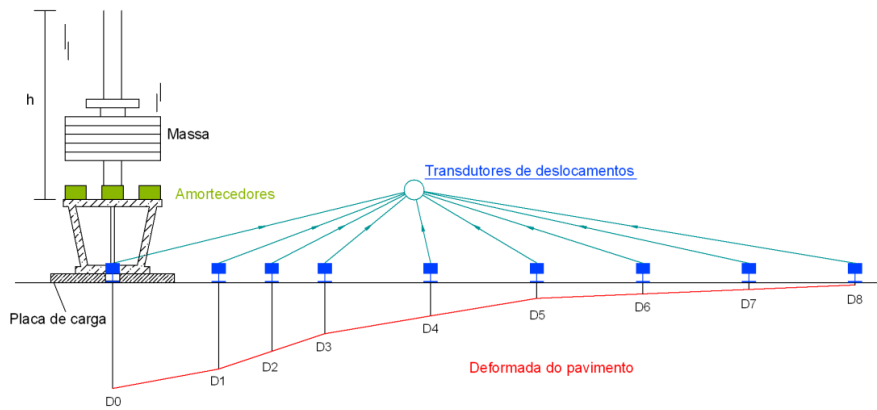 h
Massa
Transdutores de deslocamentos
Amortecedores
Placa de carga
D0
D1
D2
D3
D4
D5
D6
D7
D8
Deformada do pavimento